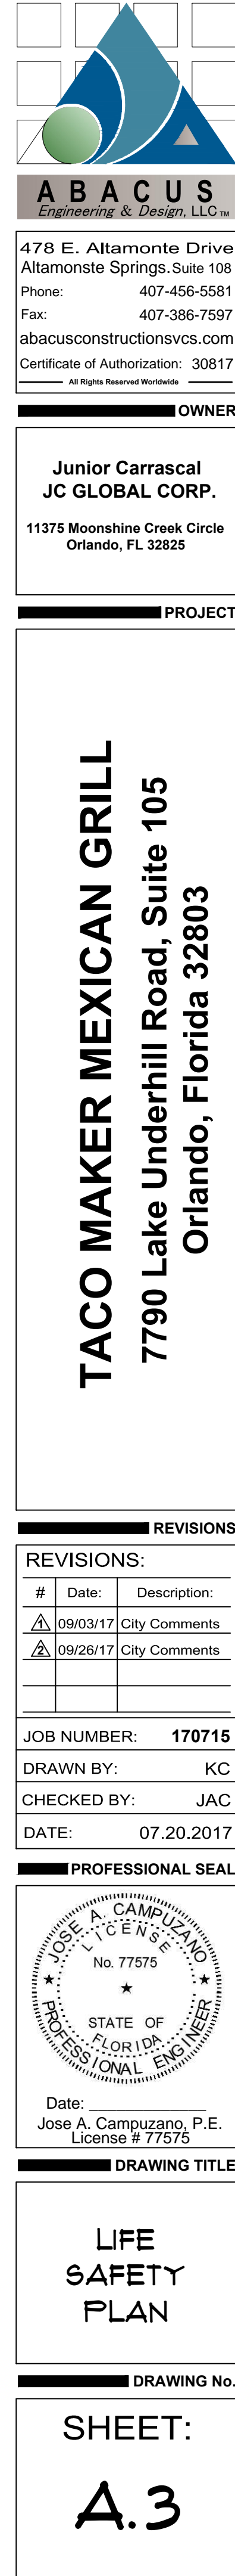 ABACUS
Engineering & Design, LLC TM
478 E. Altamonte Drive
Altamonste Springs. Suite 108
Phone: 407-456-5581
Fax: 407-386-7597
abacusconstructionsvcs.com
Certificate of Authorization: 30817
All Rights Reserved Worldwide
OWNER
Junior Carrascal
JC GLOBAL CORP.
11375 Moonshine Creek Circle
Orlando, FL 32825
PROJECT
TACO MAKER MEXICAN GRILL
7790 Lake Underhill Road, Suite 105
Orlando, Florida 32803
REVISIONS
REVISIONS:
# Date: Description:
1 09/03/17 City Comments
2 09/26/17 City Comments
JOB NUMBER: 170715
DRAWN BY: KC
CHECKED BY: JAC
DATE: 07.20.2017
PROFESSIONAL SEAL
JOSE A. CAMPUZANO
LICENSE
No. 77575
STATE OF
FLORIDA
PROFESSIONAL ENGINEER
Date: ______________
Jose A. Campuzano, P.E.
License # 77575
DRAWING TITLE
LIFE
SAFETY
PLAN
DRAWING No.
SHEET:
A.3